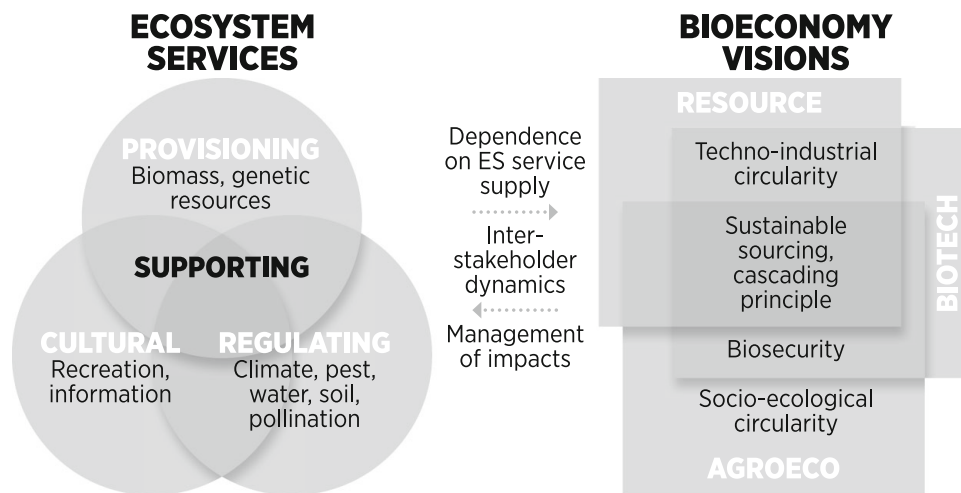 ECOSYSTEM
SERVICES
PROVISIONING
Biomass, genetic
resources
SUPPORTING
CULTURAL
Recreation,
information
REGULATING
Climate, pest,
water, soil,
pollination
Dependence
on ES service
supply
Inter-
stakeholder
dynamics
Management
of impacts
BIOECONOMY
VISIONS
RESOURCE
Techno-industrial
circularity
Sustainable
sourcing,
cascading
principle
BIOTECH
Biosecurity
Socio-ecological
circularity
AGROECO